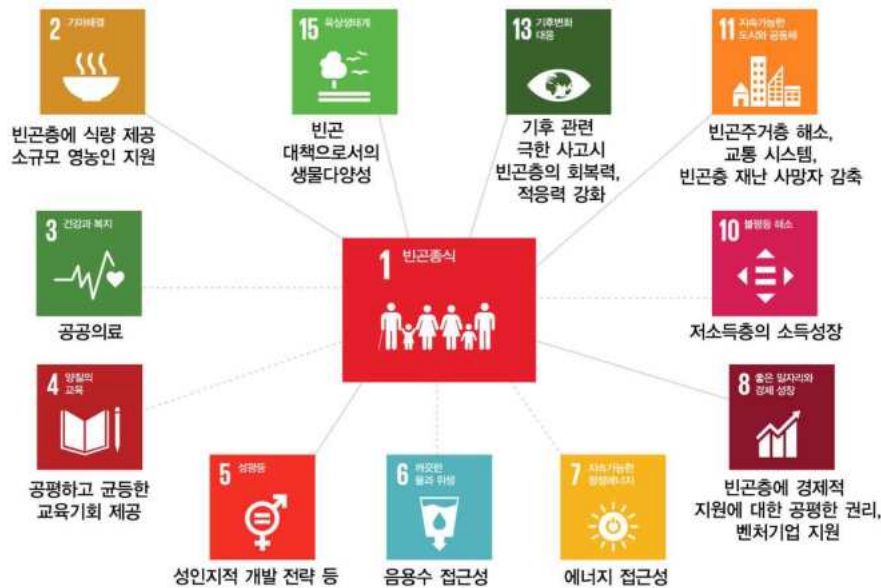 2 기아해결
빈곤층에 식량 제공
소규모 영농인 지원
15 육상생태계
빈곤
대책으로서의
생물다양성
13 기후변화
대응
기후 관련
극한 사고시
빈곤층의 회복력,
적응력 강화
11 지속가능한
도시와 공동체
빈곤주거층 해소,
교통 시스템,
빈곤층 재난 사망자 감축
3 건강과 복지
공공의료
1 빈곤종식
10 불평등 해소
저소득층의 소득성장
4 양질의
교육
공평하고 균등한
교육기회 제공
5 성평등
성인지적 개발 전략 등
6 깨끗한
물과 위생
음용수 접근성
7 지속가능한
청정에너지
에너지 접근성
8 좋은 일자리와
경제 성장
빈곤층에 경제적
지원에 대한 공평한 권리,
벤처기업 지원